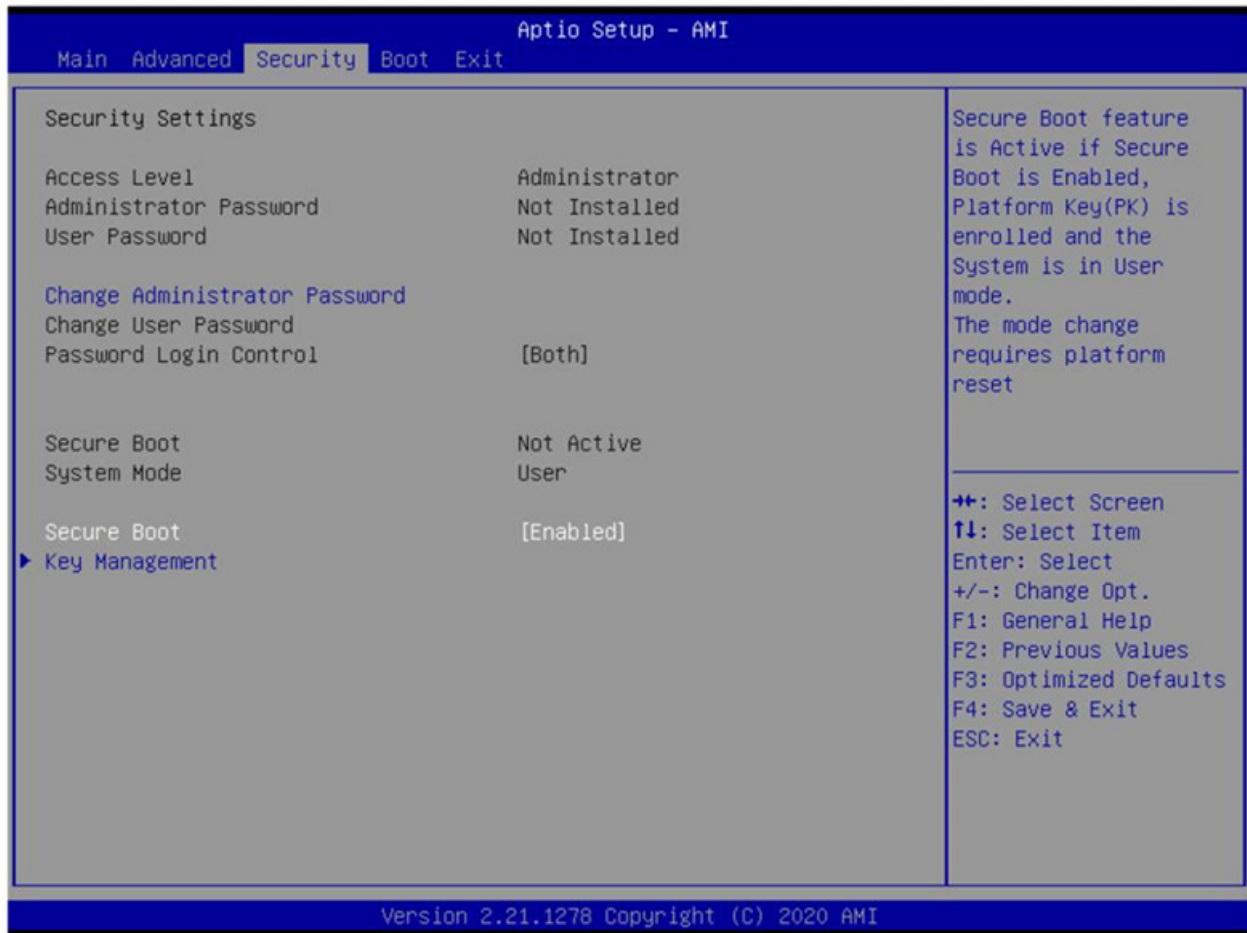 Aptio Setup - AMI
Main Advanced Security Boot Exit
Security Settings
Access Level Administrator
Administrator Password Not Installed
User Password Not Installed
Change Administrator Password
Change User Password
Password Login Control [Both]
Secure Boot Not Active
System Mode User
Secure Boot [Enabled]
▶ Key Management
Secure Boot feature
is Active if Secure
Boot is Enabled,
Platform Key(PK) is
enrolled and the
System is in User
mode.
The mode change
requires platform
reset
→←: Select Screen
↑↓: Select Item
Enter: Select
+/-: Change Opt.
F1: General Help
F2: Previous Values
F3: Optimized Defaults
F4: Save & Exit
ESC: Exit
Version 2.21.1278 Copyright (C) 2020 AMI